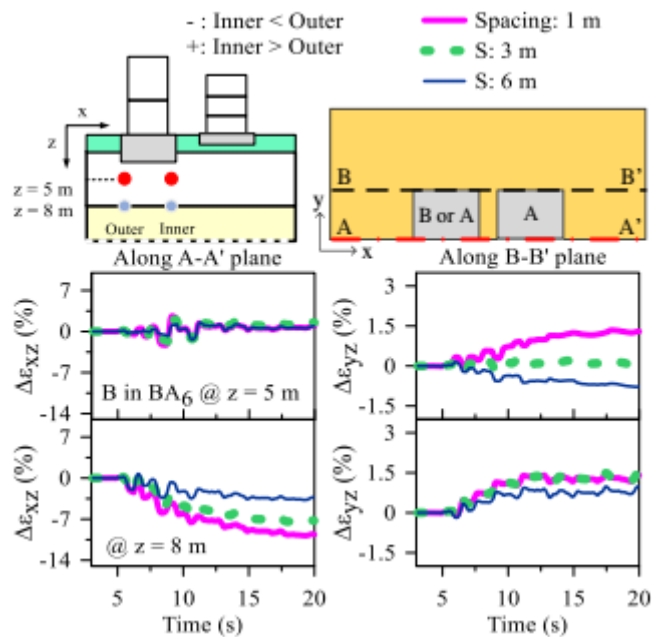 - : Inner < Outer
+: Inner > Outer
Spacing: 1 m
S: 3 m
S: 6 m
x
z
z = 5 m
z = 8 m
Outer
Inner
B
B'
y
B or A
A
A
A'
x
Along A-A' plane
Along B-B' plane
Δε_xz (%)
7
0
-7
-14
B in BA₆ @ z = 5 m
Δε_yz (%)
3
1.5
0
-1.5
Δε_xz (%)
7
0
-7
-14
@ z = 8 m
5
10
15
20
Time (s)
Δε_yz (%)
3
1.5
0
-1.5
5
10
15
20
Time (s)